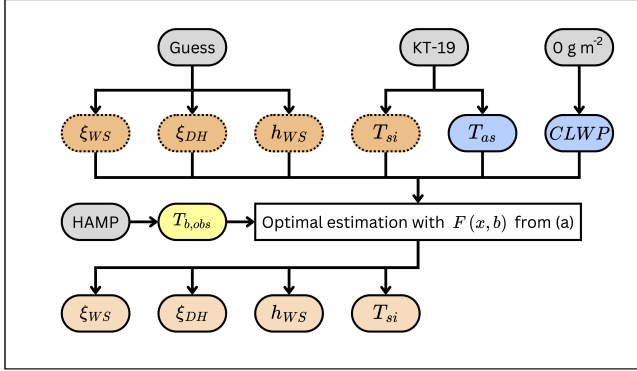 Guess KT-19 0 g m⁻²
ξ_WS ξ_DH h_WS T_si T_as CLWP
HAMP T_b,obs Optimal estimation with F(x, b) from (a)
ξ_WS ξ_DH h_WS T_si